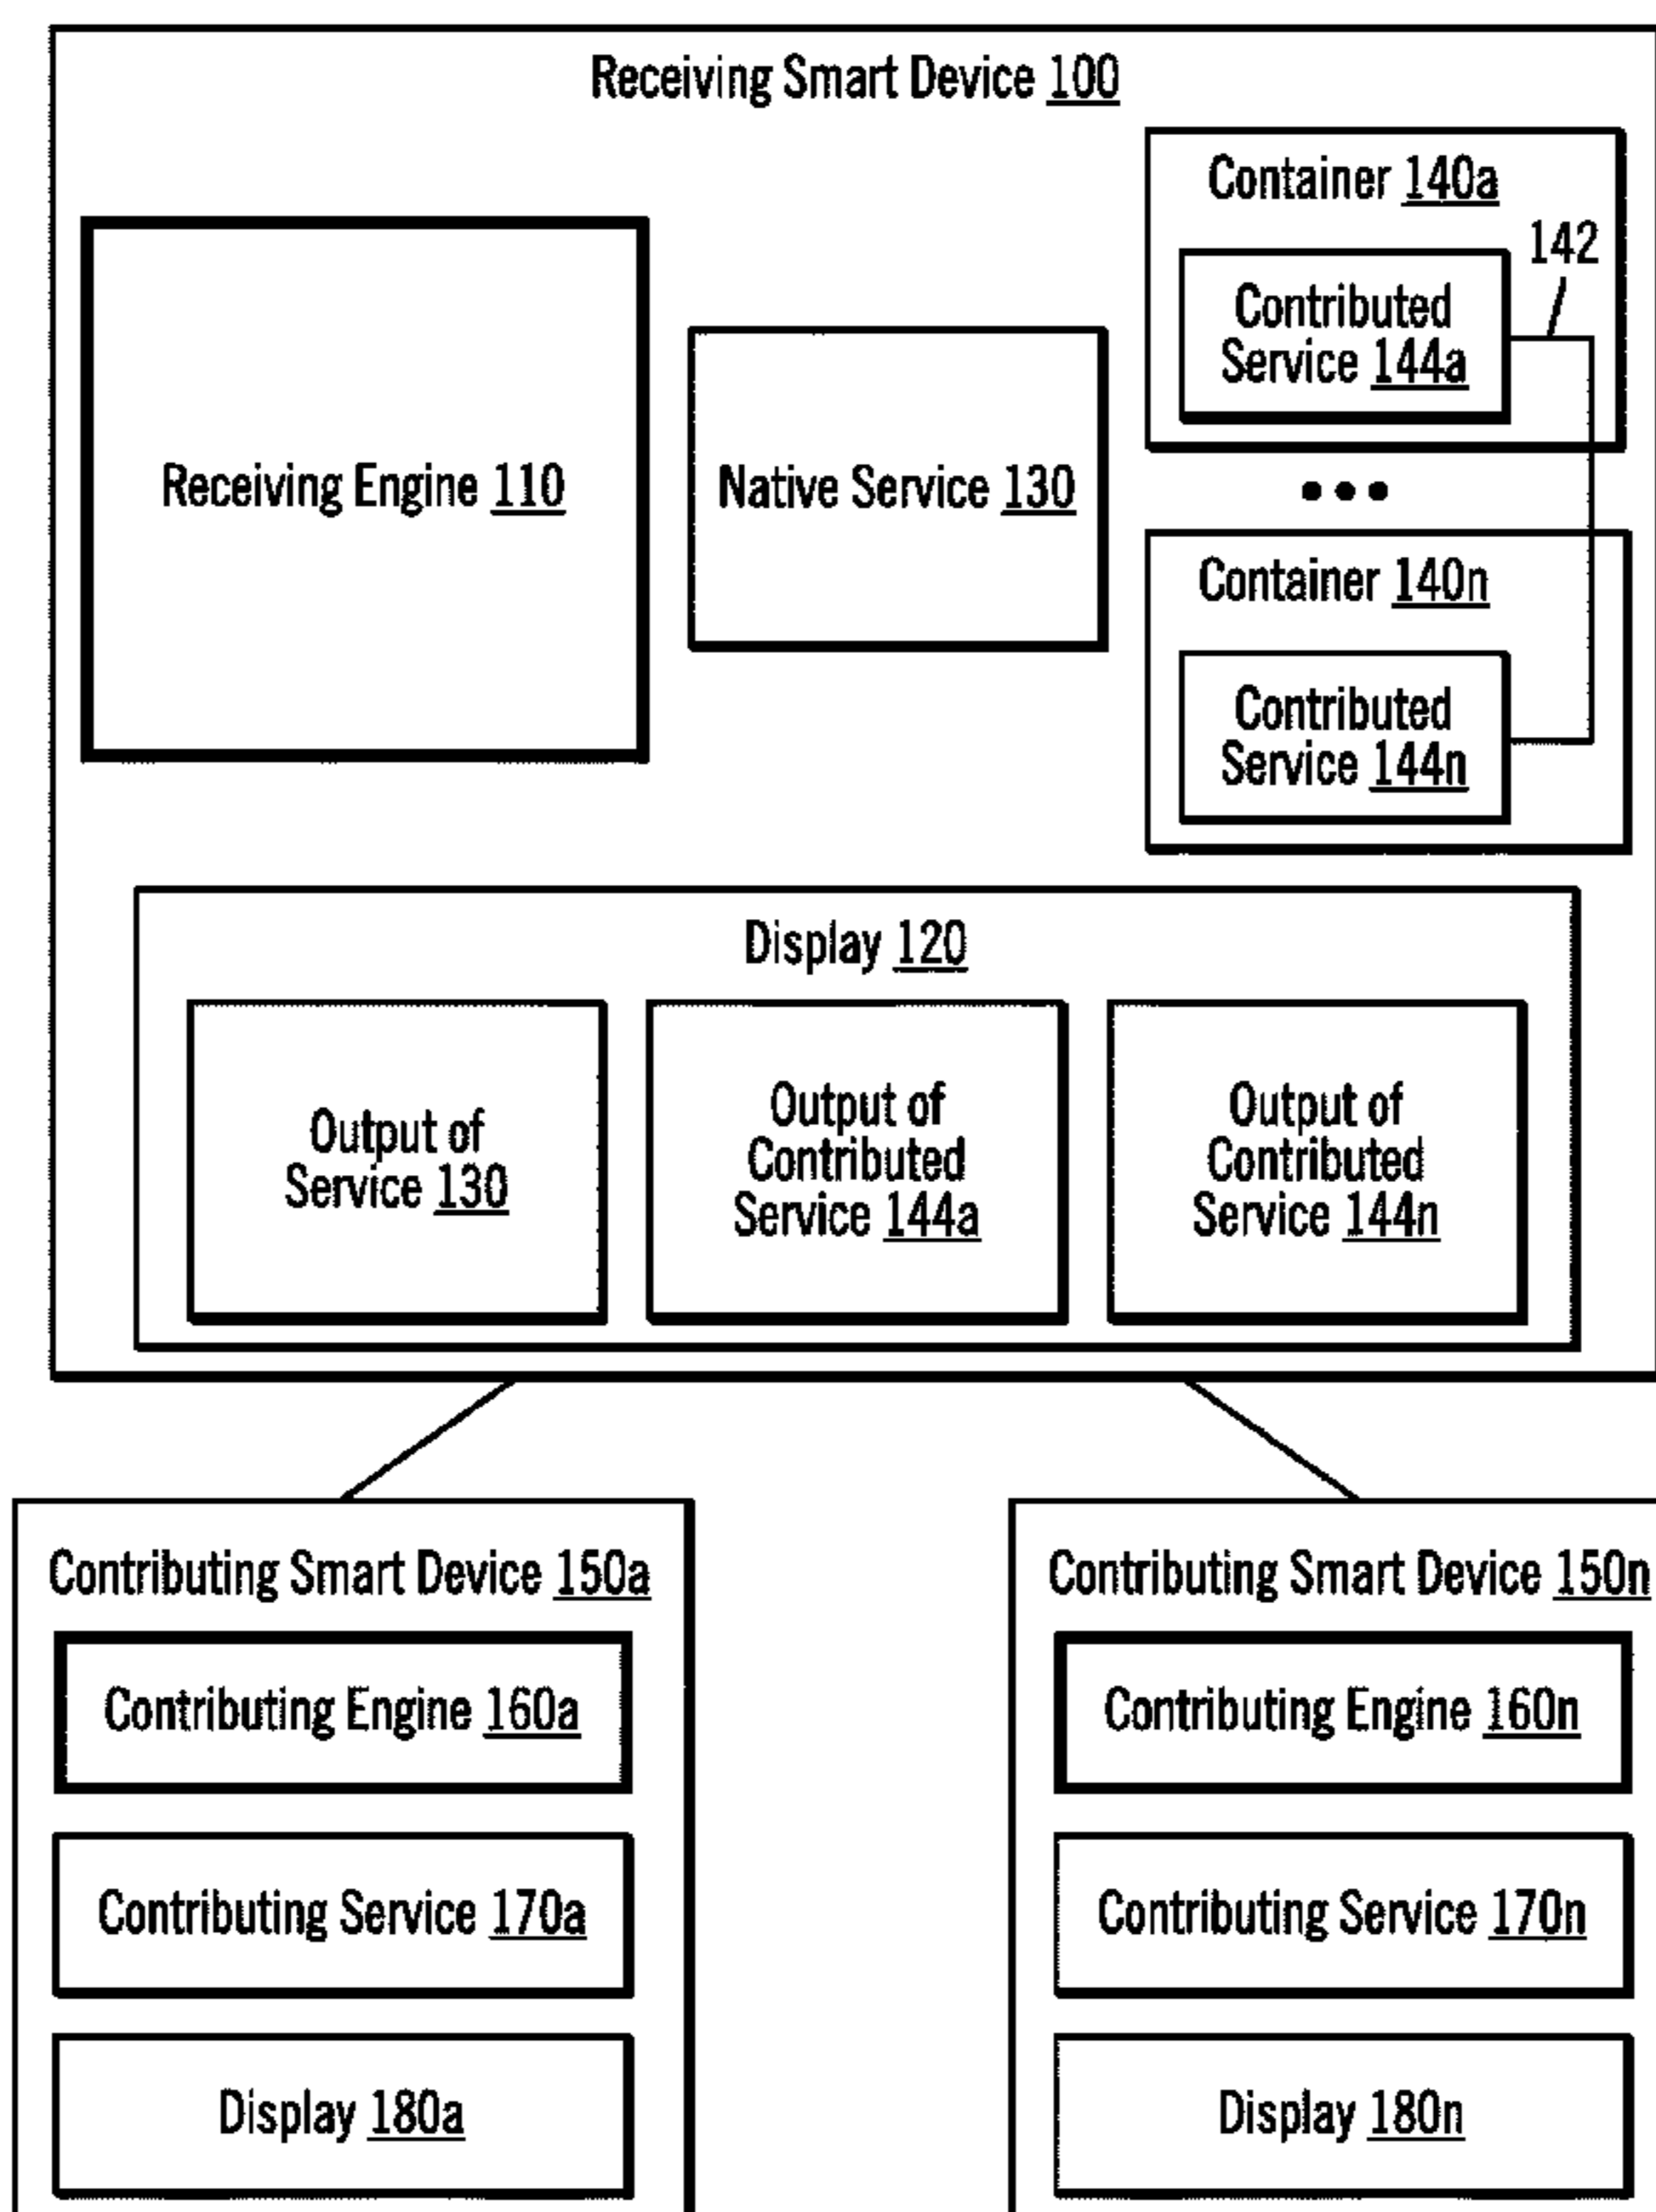 Receiving Smart Device 100
Container 140a
142
Contributed
Service 144a
Receiving Engine 110
Native Service 130
Container 140n
Contributed
Service 144n
Display 120
Output of
Service 130
Output of
Contributed
Service 144a
Output of
Contributed
Service 144n
Contributing Smart Device 150a
Contributing Engine 160a
Contributing Service 170a
Display 180a
Contributing Smart Device 150n
Contributing Engine 160n
Contributing Service 170n
Display 180n